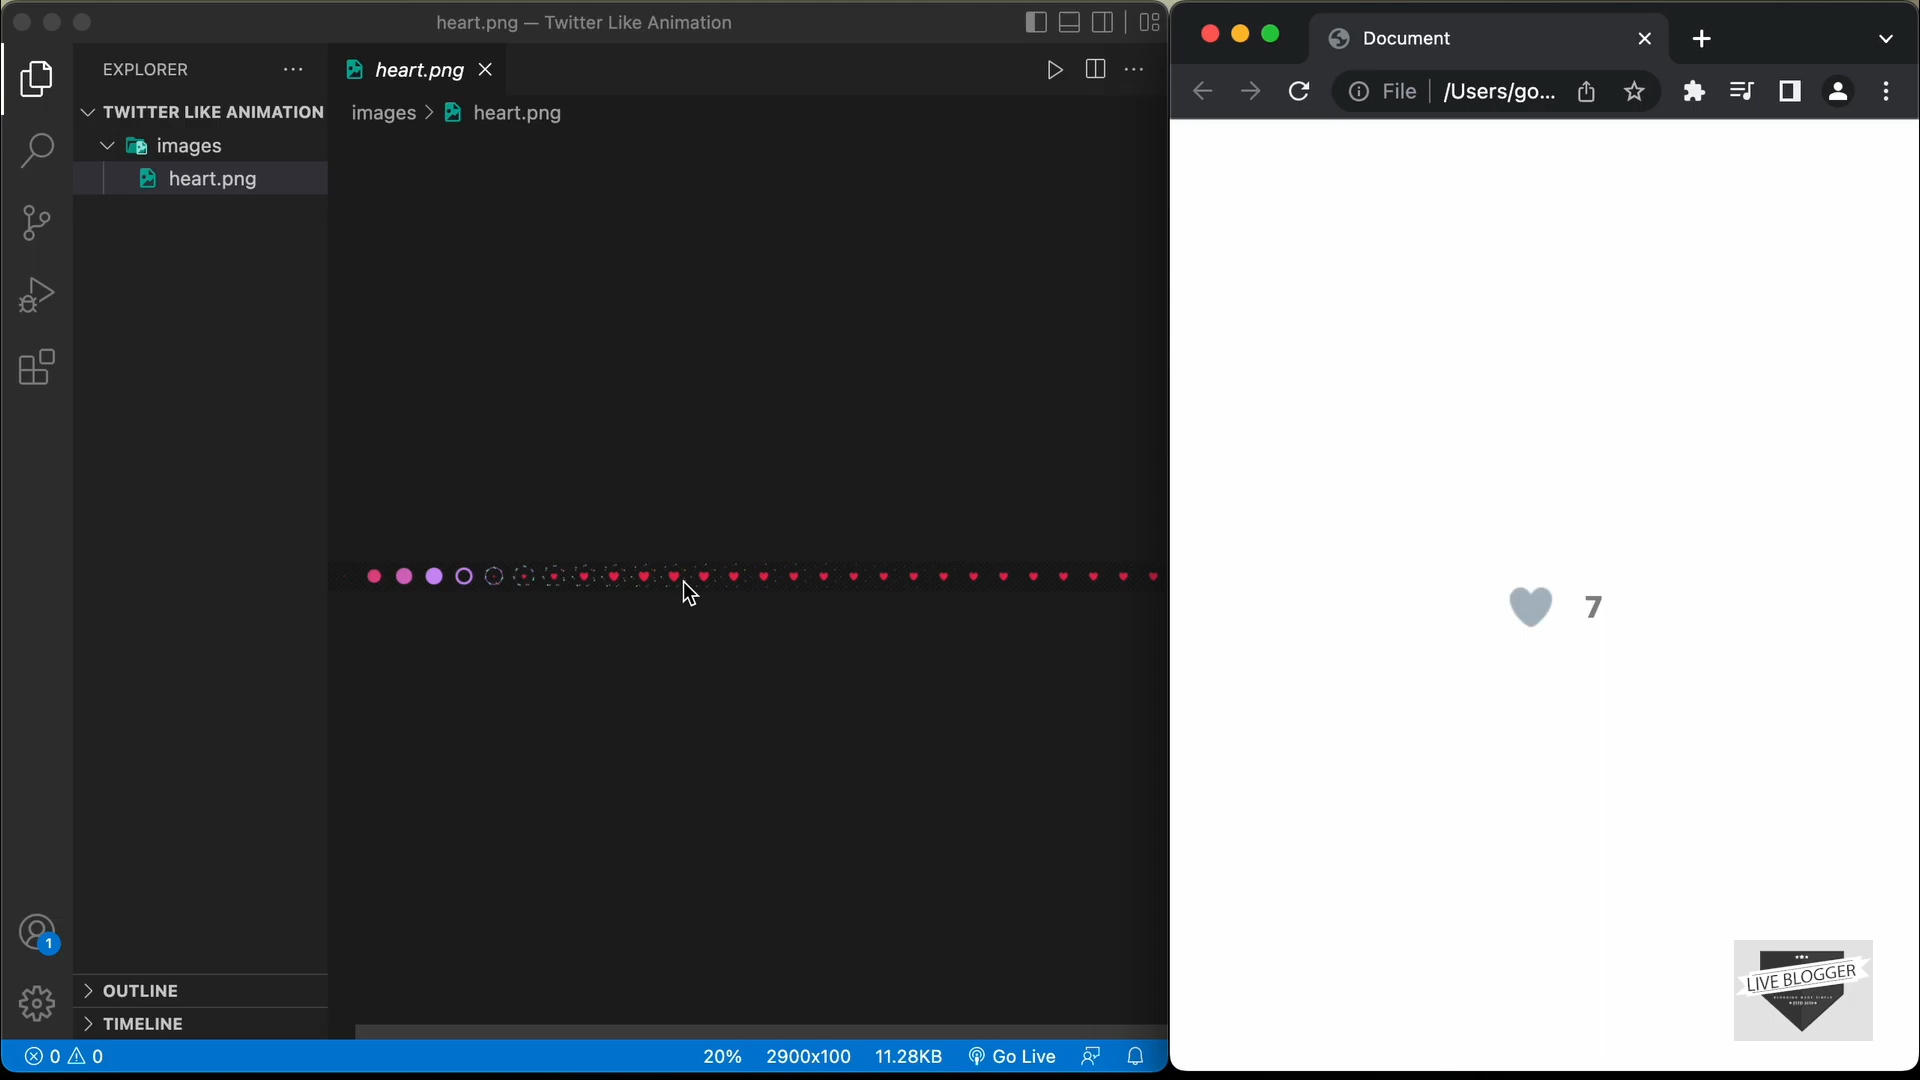 heart.png — Twitter Like Animation
EXPLORER
TWITTER LIKE ANIMATION
images
heart.png
heart.png
images > heart.png
OUTLINE
TIMELINE
1
0 0
20%
2900x100
11.28KB
Go Live
Document
File
/Users/go...
7
LIVE BLOGGER